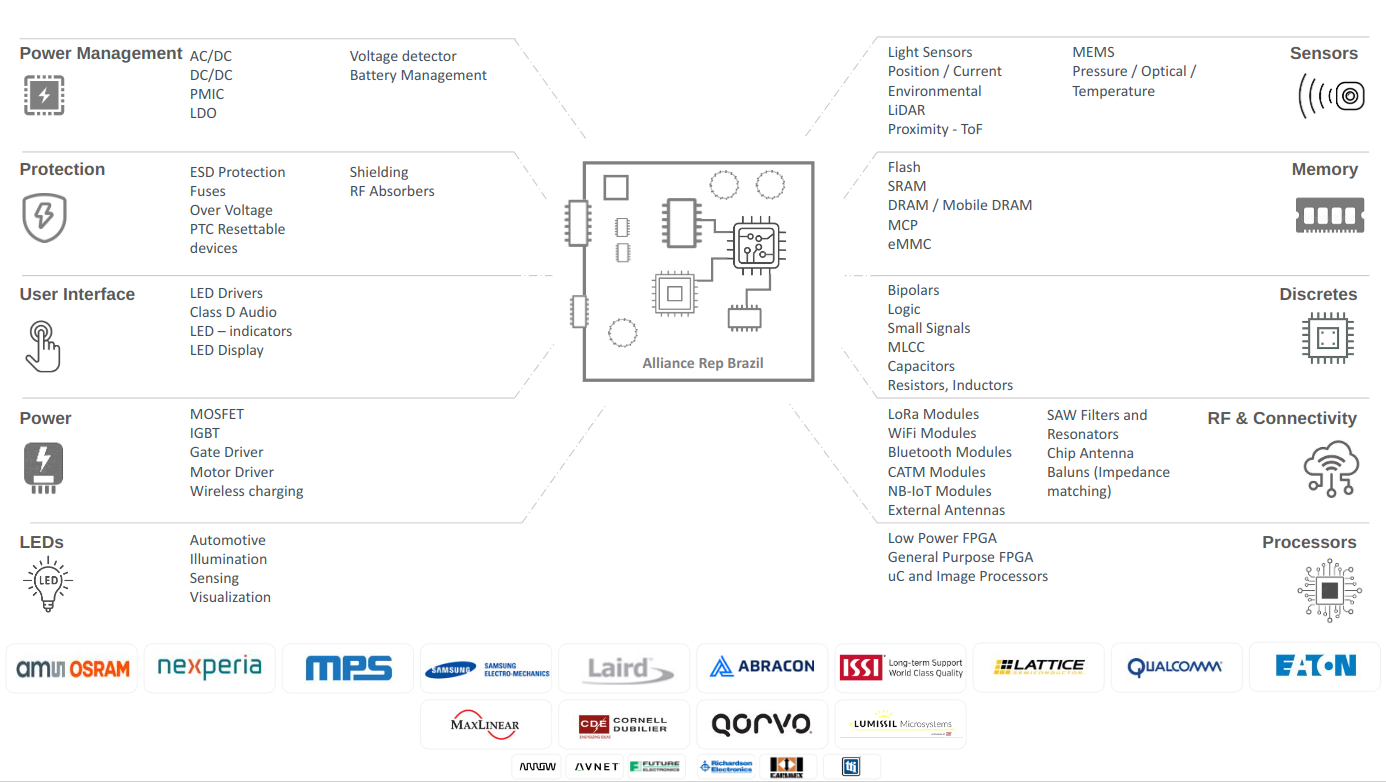 Power Management
AC/DC
DC/DC
PMIC
LDO
Voltage detector
Battery Management
Protection
ESD Protection
Fuses
Over Voltage
PTC Resettable
devices
Shielding
RF Absorbers
User Interface
LED Drivers
Class D Audio
LED – indicators
LED Display
Power
MOSFET
IGBT
Gate Driver
Motor Driver
Wireless charging
LEDs
LED
Automotive
Illumination
Sensing
Visualization
Alliance Rep Brazil
Light Sensors
Position / Current
Environmental
LiDAR
Proximity - ToF
MEMS
Pressure / Optical /
Temperature
Sensors
Flash
SRAM
DRAM / Mobile DRAM
MCP
eMMC
Memory
Bipolars
Logic
Small Signals
MLCC
Capacitors
Resistors, Inductors
Discretes
LoRa Modules
WiFi Modules
Bluetooth Modules
CATM Modules
NB-IoT Modules
External Antennas
SAW Filters and
Resonators
Chip Antenna
Baluns (Impedance
matching)
RF & Connectivity
Low Power FPGA
General Purpose FPGA
uC and Image Processors
Processors
amu OSRAM
nexperia
mPS
SAMSUNG
SAMSUNG
ELECTRO-MECHANICS
Laird
ABRACON
ISSI
Long-term Support
World Class Quality
LATTICE
SEMICONDUCTOR
QUALCOMM
EATON
MAXLINEAR
CDE
CORNELL
DUBILIER
QORVO
LUMISSIL Microsystems
ARROW
AVNET
FUTURE
ELECTRONICS
Richardson
Electronics
KARIMEX
tti